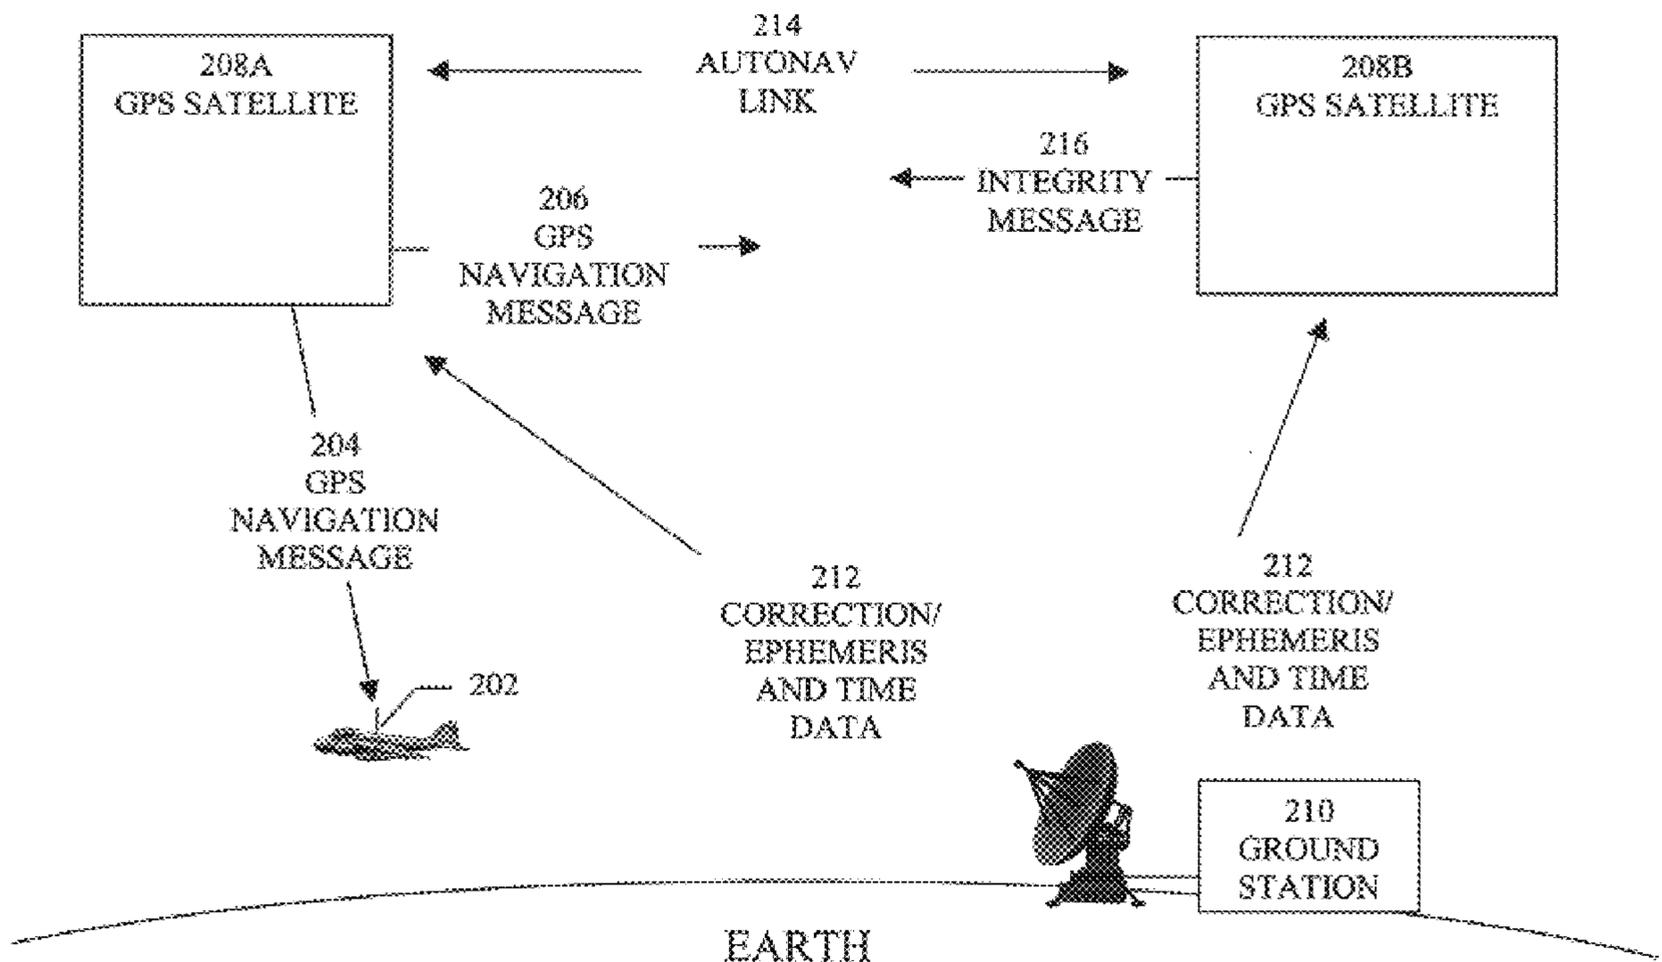 214
AUTONAV
LINK
208A
GPS SATELLITE
208B
GPS SATELLITE
216
INTEGRITY
MESSAGE
206
GPS
NAVIGATION
MESSAGE
204
GPS
NAVIGATION
MESSAGE
212
CORRECTION/
EPHEMERIS
AND TIME
DATA
212
CORRECTION/
EPHEMERIS
AND TIME
DATA
202
210
GROUND
STATION
EARTH